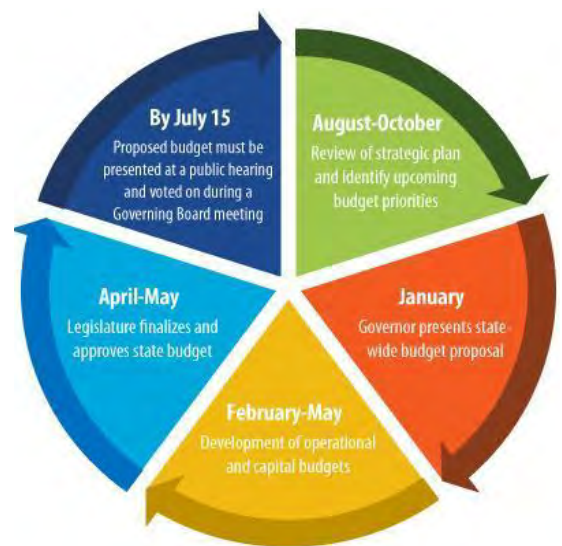 By July 15
Proposed budget must be
presented at a public hearing
and voted on during a
Governing Board meeting
August-October
Review of strategic plan
and identify upcoming
budget priorities
January
Governor presents state-
wide budget proposal
February-May
Development of operational
and capital budgets
April-May
Legislature finalizes and
approves state budget